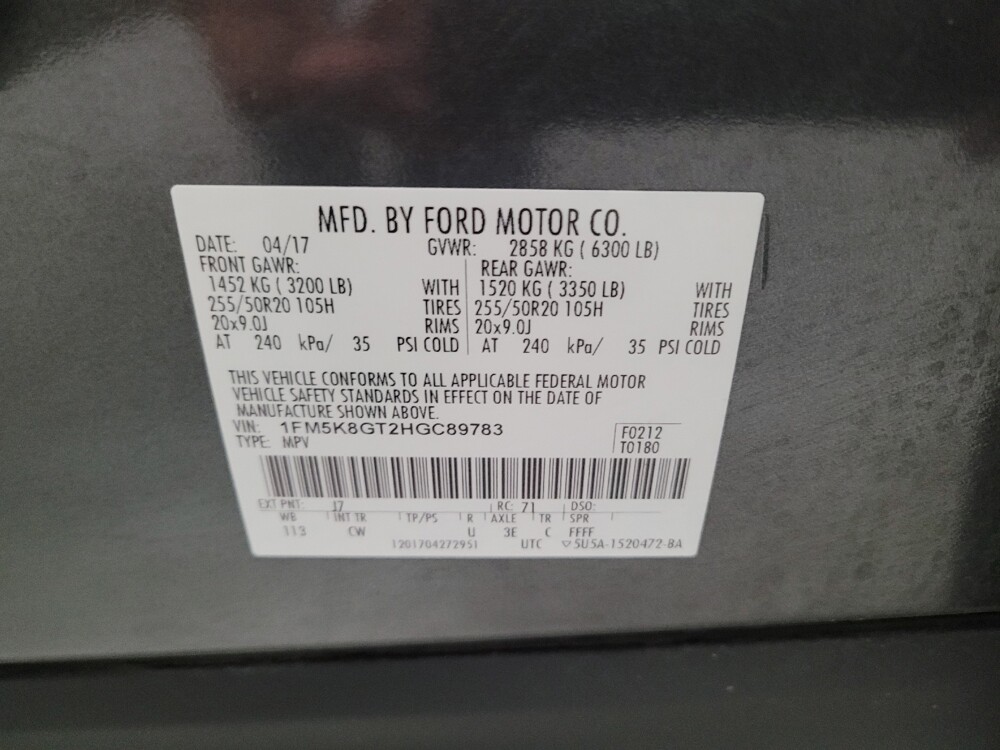 MFD. BY FORD MOTOR CO.
DATE: 04/17 GVWR: 2858 KG ( 6300 LB)
FRONT GAWR: REAR GAWR:
1452 KG ( 3200 LB) WITH 1520 KG ( 3350 LB) WITH
255/50R20 105H TIRES 255/50R20 105H TIRES
20x9.0J RIMS 20x9.0J RIMS
AT 240 kPa/ 35 PSI COLD AT 240 kPa/ 35 PSI COLD
THIS VEHICLE CONFORMS TO ALL APPLICABLE FEDERAL MOTOR
VEHICLE SAFETY STANDARDS IN EFFECT ON THE DATE OF
MANUFACTURE SHOWN ABOVE.
VIN: 1FM5K8GT2HGC89783
TYPE: MPV
F0212
T0180
EXT PNT: J7 RC: 71 DSO:
WB INT TR TP/PS R AXLE TR SPR
113 CW U 3E C FFFF
1201704272951 UTC ▽5U5A-1520472-BA